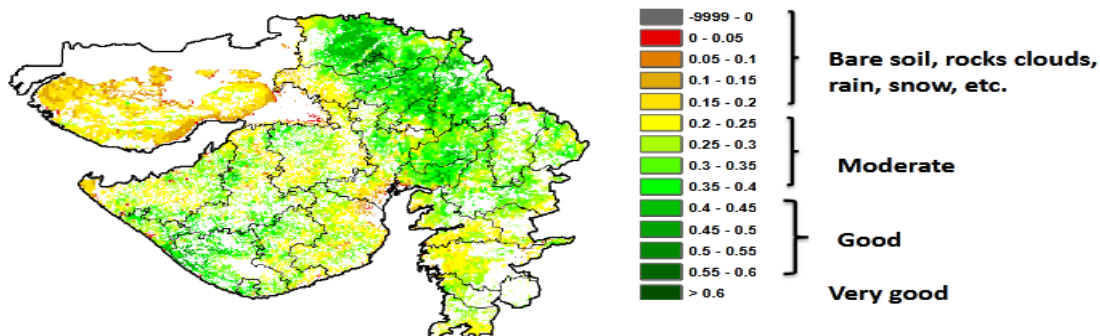 -9999 - 0
0 - 0.05
0.05 - 0.1
0.1 - 0.15
0.15 - 0.2
0.2 - 0.25
0.25 - 0.3
0.3 - 0.35
0.35 - 0.4
0.4 - 0.45
0.45 - 0.5
0.5 - 0.55
0.55 - 0.6
> 0.6
Bare soil, rocks clouds,
rain, snow, etc.
Moderate
Good
Very good